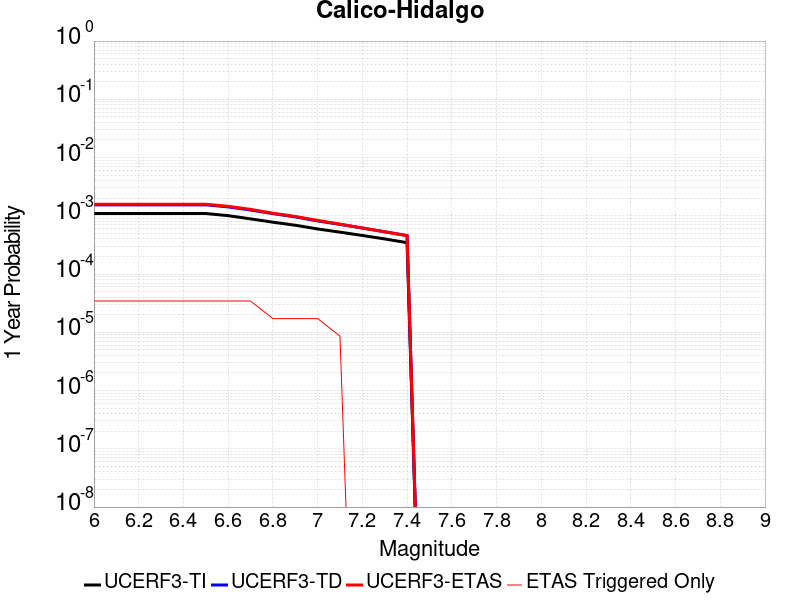 Calico-Hidalgo
10^0
10^-1
10^-2
10^-3
10^-4
10^-5
10^-6
10^-7
10^-8
1 Year Probability
6 6.2 6.4 6.6 6.8 7 7.2 7.4 7.6 7.8 8 8.2 8.4 8.6 8.8 9
Magnitude
UCERF3-TI UCERF3-TD UCERF3-ETAS ETAS Triggered Only